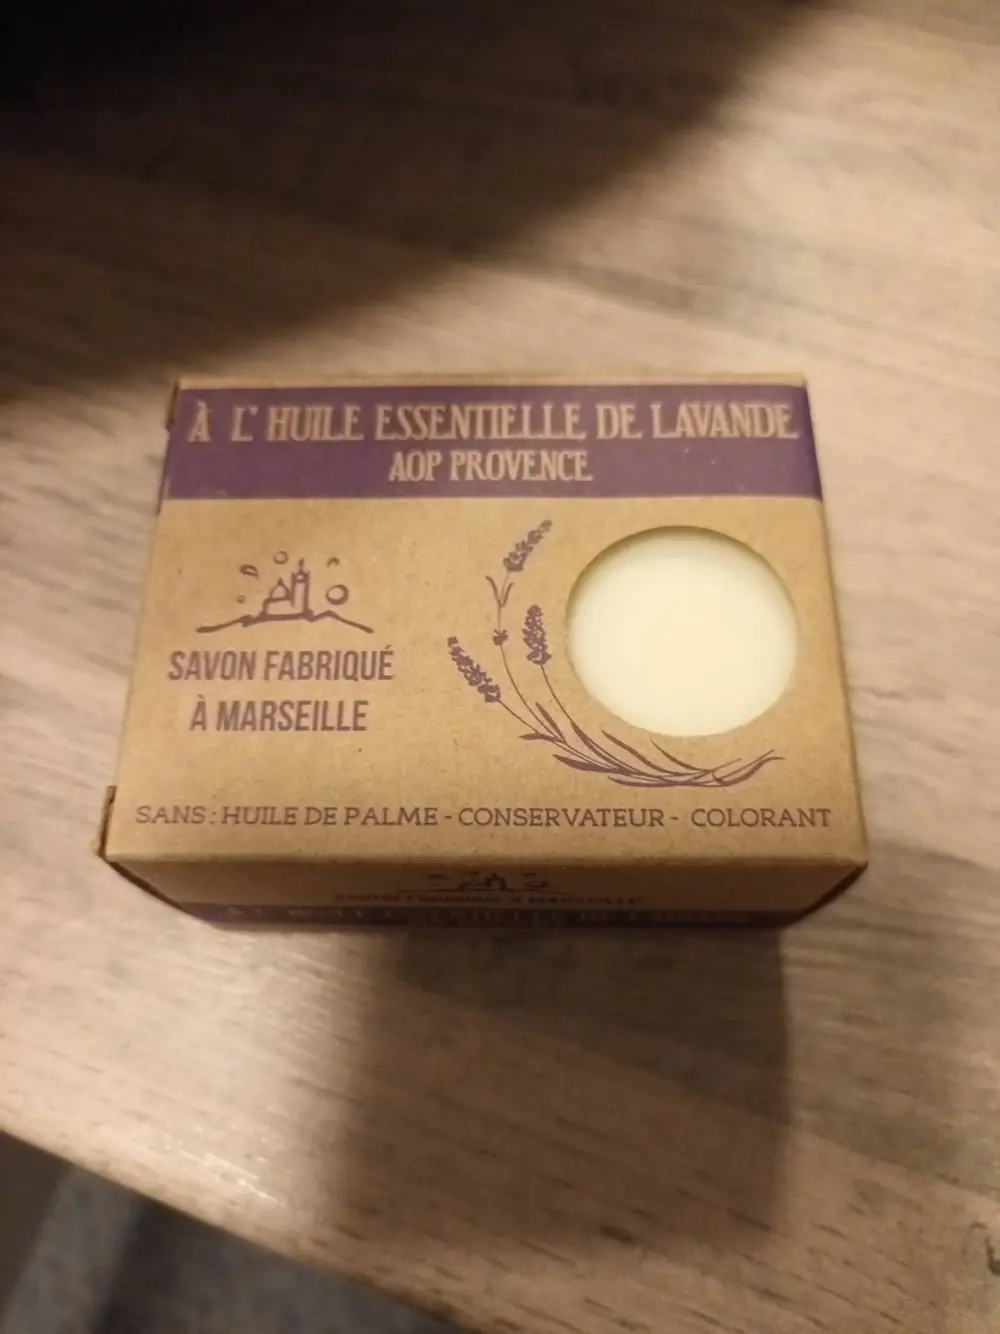 À L'HUILE ESSENTIELLE DE LAVANDE
AOP PROVENCE
SAVON FABRIQUÉ
À MARSEILLE
SANS : HUILE DE PALME - CONSERVATEUR - COLORANT